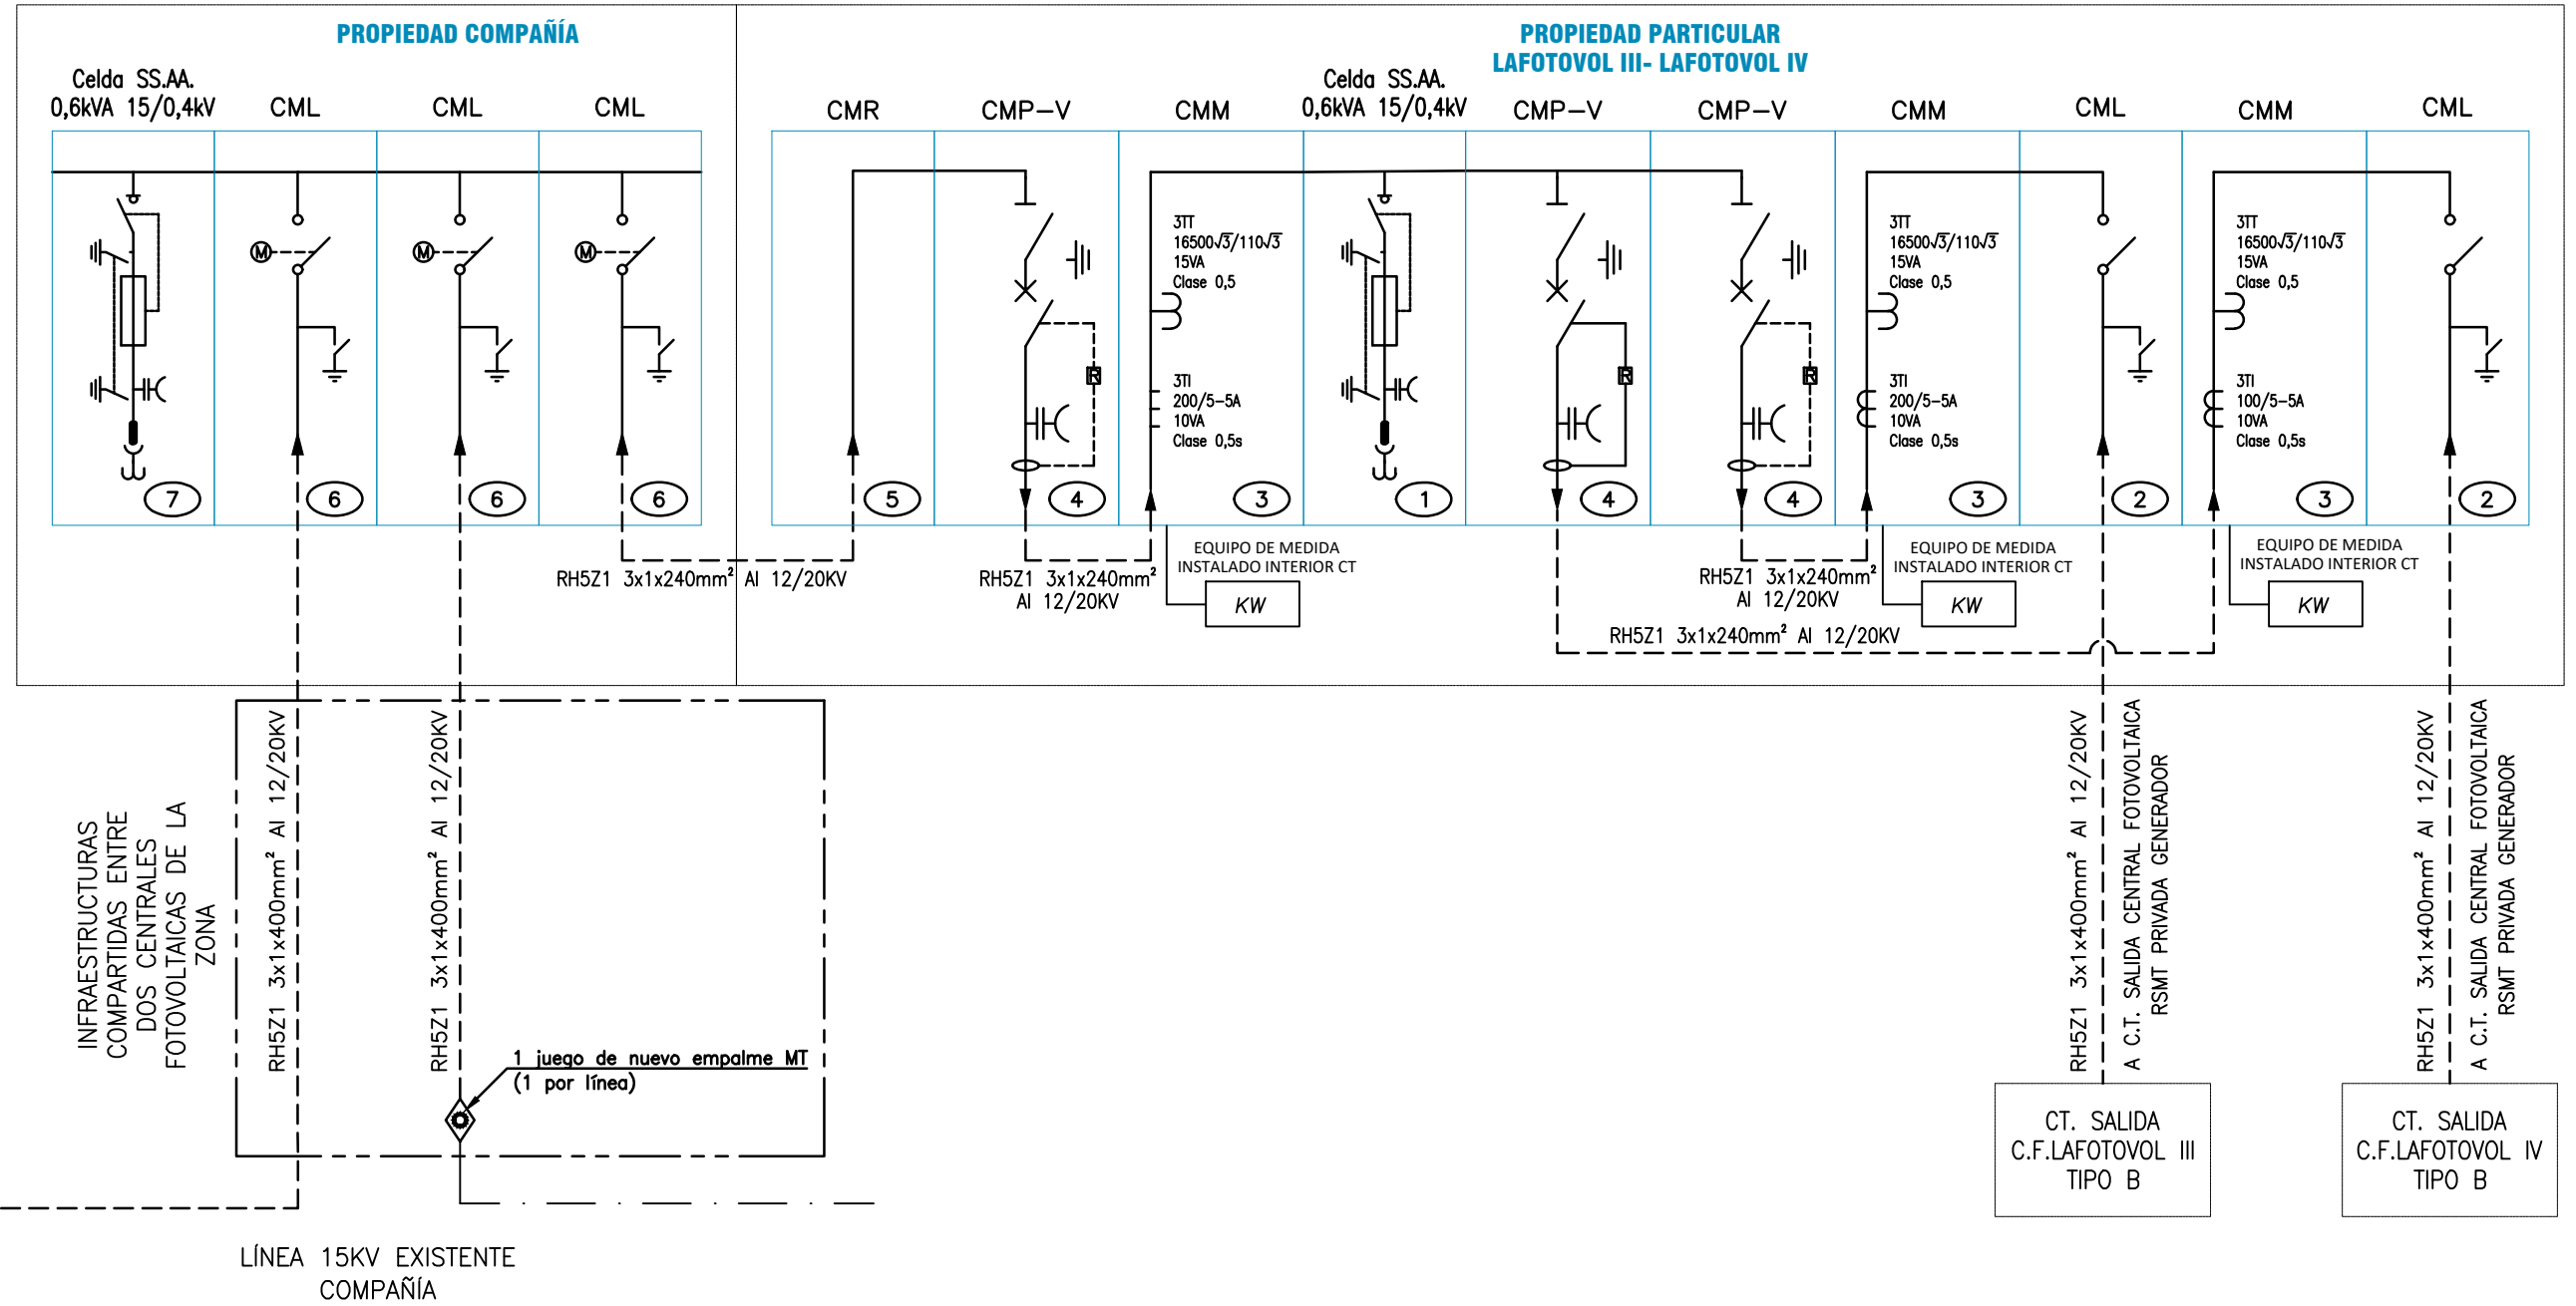 PROPIEDAD COMPAÑÍA
PROPIEDAD PARTICULAR
LAFOTOVOL III- LAFOTOVOL IV
Celda SS.AA.
0,6kVA 15/0,4kV
CML
CML
CML
CMR
CMP-V
CMM
Celda SS.AA.
0,6kVA 15/0,4kV
CMP-V
CMP-V
CMM
CML
CMM
CML
M
M
M
3TT
16500√3/110√3
15VA
Clase 0,5
3TI
200/5-5A
10VA
Clase 0,5s
3TT
16500√3/110√3
15VA
Clase 0,5
3TI
200/5-5A
10VA
Clase 0,5s
3TT
16500√3/110√3
15VA
Clase 0,5
3TI
100/5-5A
10VA
Clase 0,5s
R
R
R
7
6
6
6
5
4
3
1
4
4
3
2
3
2
RH5Z1 3x1x240mm² Al 12/20KV
RH5Z1 3x1x240mm²
Al 12/20KV
EQUIPO DE MEDIDA
INSTALADO INTERIOR CT
KW
RH5Z1 3x1x240mm²
Al 12/20KV
EQUIPO DE MEDIDA
INSTALADO INTERIOR CT
KW
EQUIPO DE MEDIDA
INSTALADO INTERIOR CT
KW
RH5Z1 3x1x240mm² Al 12/20KV
INFRAESTRUCTURAS
COMPARTIDAS ENTRE
DOS CENTRALES
FOTOVOLTAICAS DE LA
ZONA
RH5Z1 3x1x400mm² Al 12/20KV
RH5Z1 3x1x400mm² Al 12/20KV
1 juego de nuevo empalme MT
(1 por línea)
RH5Z1 3x1x400mm² Al 12/20KV
A C.T. SALIDA CENTRAL FOTOVOLTAICA
RSMT PRIVADA GENERADOR
RH5Z1 3x1x400mm² Al 12/20KV
A C.T. SALIDA CENTRAL FOTOVOLTAICA
RSMT PRIVADA GENERADOR
CT. SALIDA
C.F.LAFOTOVOL III
TIPO B
CT. SALIDA
C.F.LAFOTOVOL IV
TIPO B
LÍNEA 15KV EXISTENTE
COMPAÑÍA